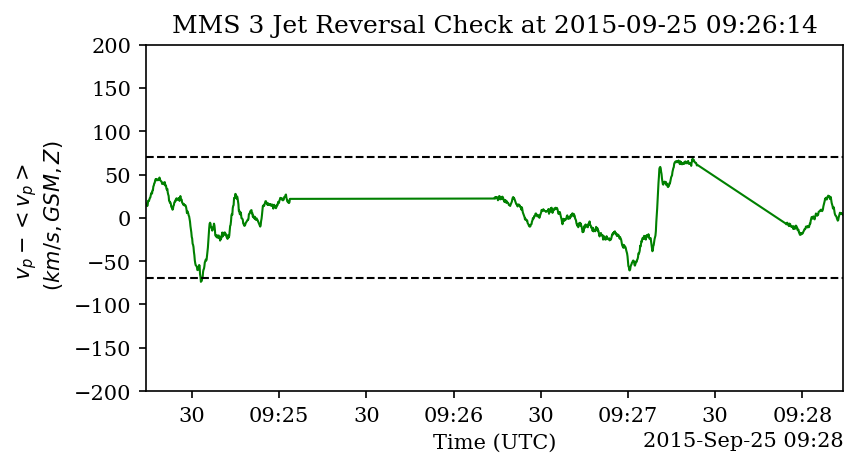 MMS 3 Jet Reversal Check at 2015-09-25 09:26:14
200
150
100
50
0
−50
−100
−150
−200
v_p − < v_p >
(km/s, GSM, Z)
30 09:25 30 09:26 30 09:27 30 09:28
Time (UTC) 2015-Sep-25 09:28